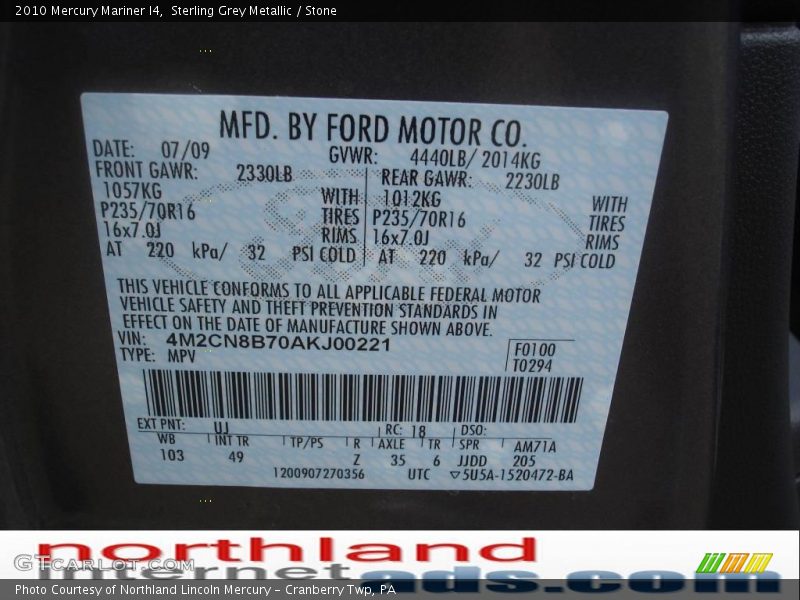 2010 Mercury Mariner I4, Sterling Grey Metallic / Stone
MFD. BY FORD MOTOR CO.
DATE: 07/09 GVWR: 4440LB/ 2014KG
FRONT GAWR: 2330LB REAR GAWR: 2230LB
1057KG WITH 1012KG WITH
P235/70R16 TIRES P235/70R16 TIRES
16x7.0J RIMS 16x7.0J RIMS
AT 220 kPa/ 32 PSI COLD AT 220 kPa/ 32 PSI COLD
THIS VEHICLE CONFORMS TO ALL APPLICABLE FEDERAL MOTOR
VEHICLE SAFETY AND THEFT PREVENTION STANDARDS IN
EFFECT ON THE DATE OF MANUFACTURE SHOWN ABOVE.
VIN: 4M2CN8B70AKJ00221
TYPE: MPV
F0100
T0294
EXT PNT: UJ RC: 18 DSO:
WB INT TR TP/PS R AXLE TR SPR AM71A
103 49 Z 35 6 JJDD 205
1200907270356 UTC ▽5U5A-1520472-BA
northland
internetads.com
GTCarLot.com
Photo Courtesy of Northland Lincoln Mercury - Cranberry Twp, PA